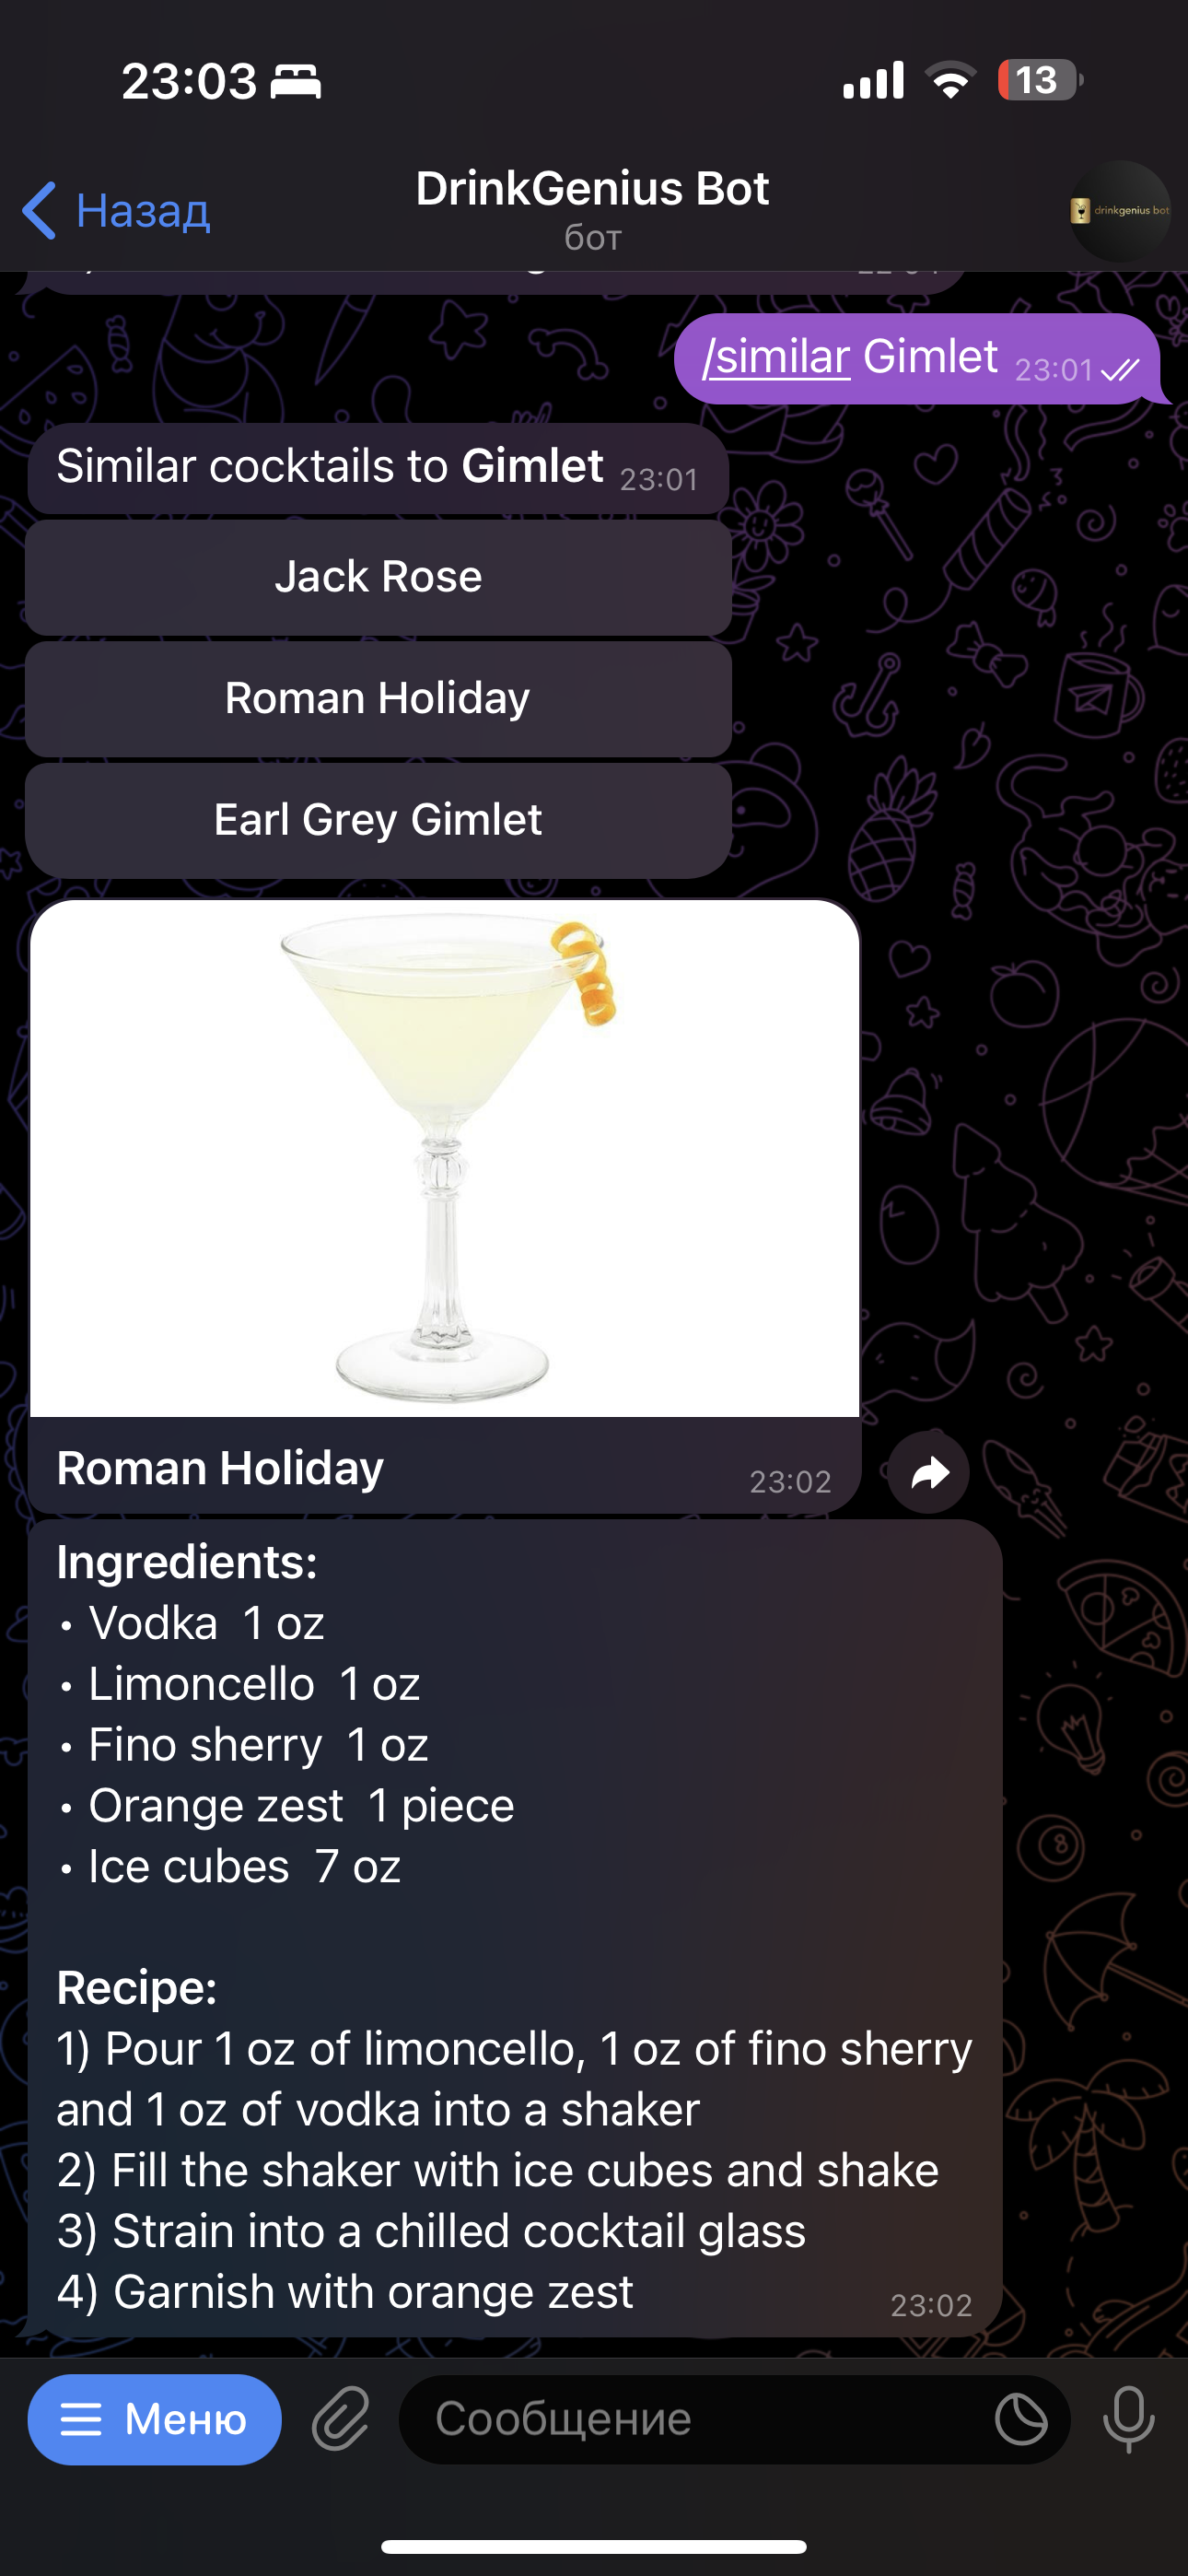 23:03
13
Назад
DrinkGenius Bot
бот
drinkgenius bot
/similar Gimlet 23:01
Similar cocktails to Gimlet 23:01
Jack Rose
Roman Holiday
Earl Grey Gimlet
Roman Holiday 23:02
Ingredients:
• Vodka 1 oz
• Limoncello 1 oz
• Fino sherry 1 oz
• Orange zest 1 piece
• Ice cubes 7 oz
Recipe:
1) Pour 1 oz of limoncello, 1 oz of fino sherry
and 1 oz of vodka into a shaker
2) Fill the shaker with ice cubes and shake
3) Strain into a chilled cocktail glass
4) Garnish with orange zest 23:02
Меню
Сообщение